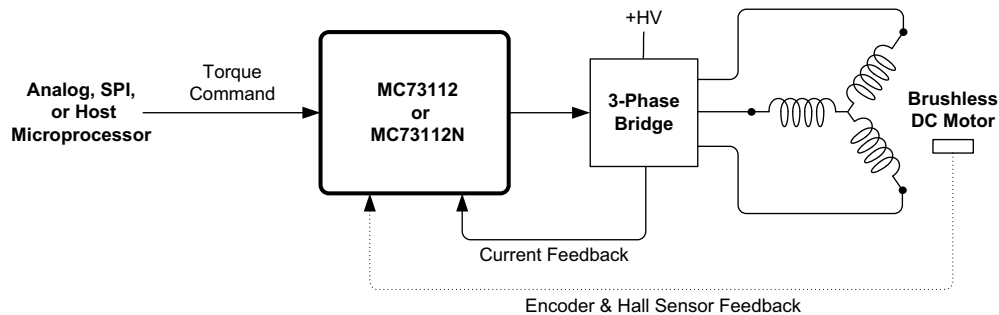 +HV
Analog, SPI,
or Host
Microprocessor
Torque
Command
MC73112
or
MC73112N
3-Phase
Bridge
Brushless
DC Motor
Current Feedback
Encoder & Hall Sensor Feedback